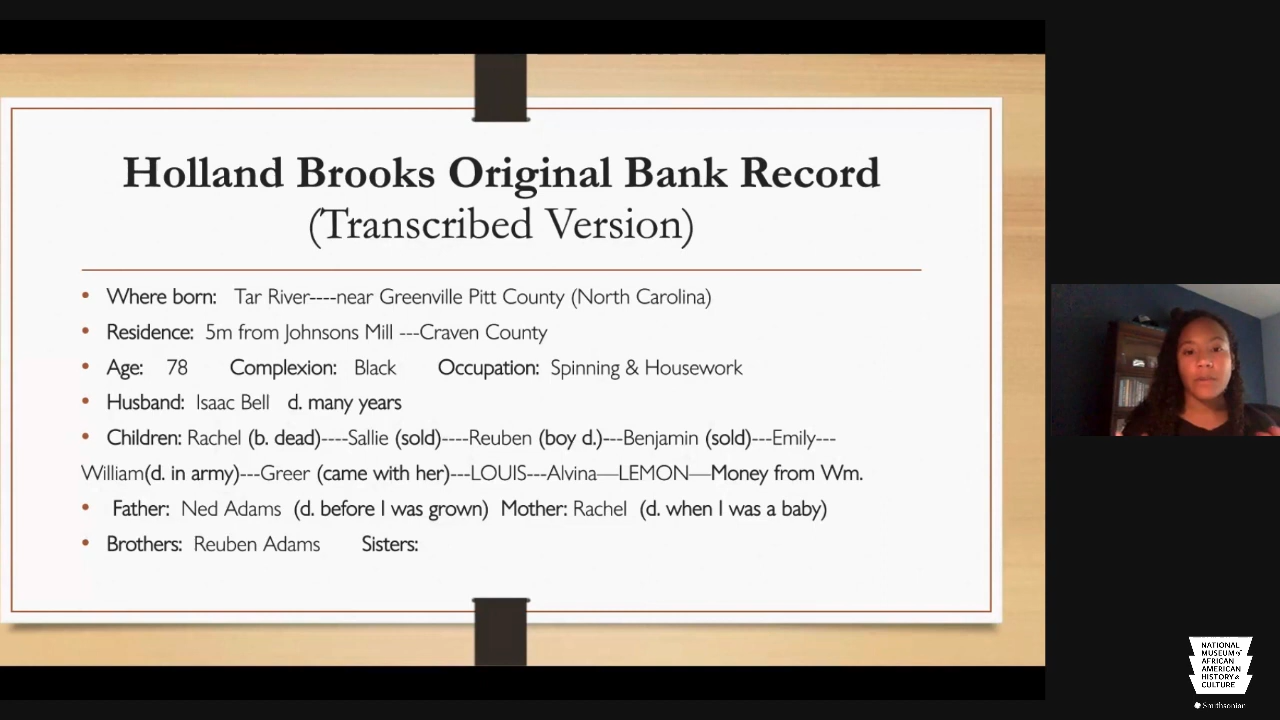 Holland Brooks Original Bank Record
(Transcribed Version)
• Where born: Tar River----near Greenville Pitt County (North Carolina)
• Residence: 5m from Johnsons Mill ---Craven County
• Age: 78 Complexion: Black Occupation: Spinning & Housework
• Husband: Isaac Bell d. many years
• Children: Rachel (b. dead)----Sallie (sold)----Reuben (boy d.)---Benjamin (sold)---Emily---
William(d. in army)---Greer (came with her)---LOUIS---Alvina—LEMON—Money from Wm.
• Father: Ned Adams (d. before I was grown) Mother: Rachel (d. when I was a baby)
• Brothers: Reuben Adams Sisters:
NATIONAL
MUSEUM of
AFRICAN
AMERICAN
HISTORY &
CULTURE
Smithsonian